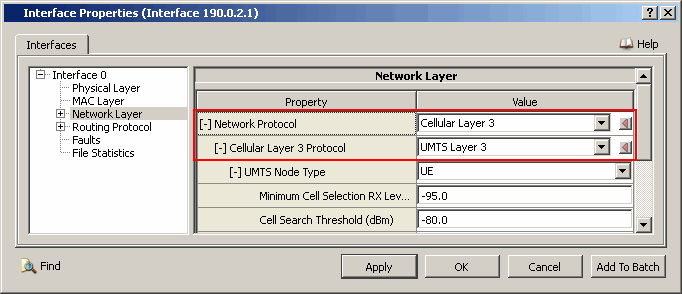 Interface Properties (Interface 190.0.2.1)
Interfaces
Help
Interface 0
Physical Layer
MAC Layer
Network Layer
Routing Protocol
Faults
File Statistics
Network Layer
Property Value
[-] Network Protocol Cellular Layer 3
[-] Cellular Layer 3 Protocol UMTS Layer 3
[-] UMTS Node Type UE
Minimum Cell Selection RX Lev... -95.0
Cell Search Threshold (dBm) -80.0
Find Apply OK Cancel Add To Batch